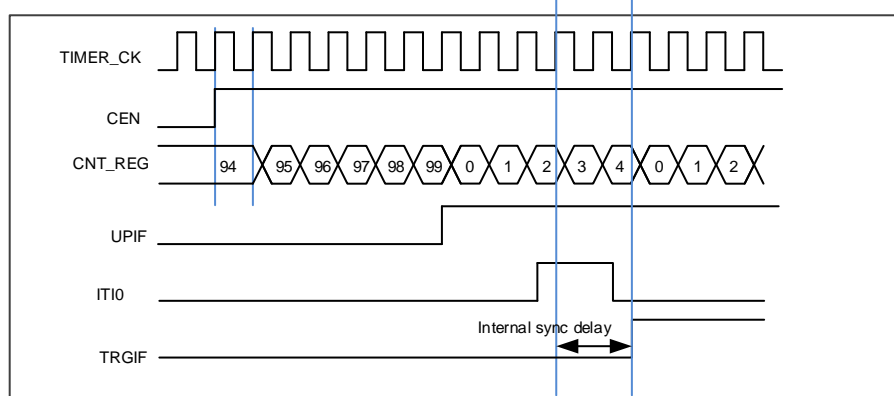 TIMER_CK
CEN
CNT_REG 94 95 96 97 98 99 0 1 2 3 4 0 1 2
UPIF
ITI0
Internal sync delay
TRGIF